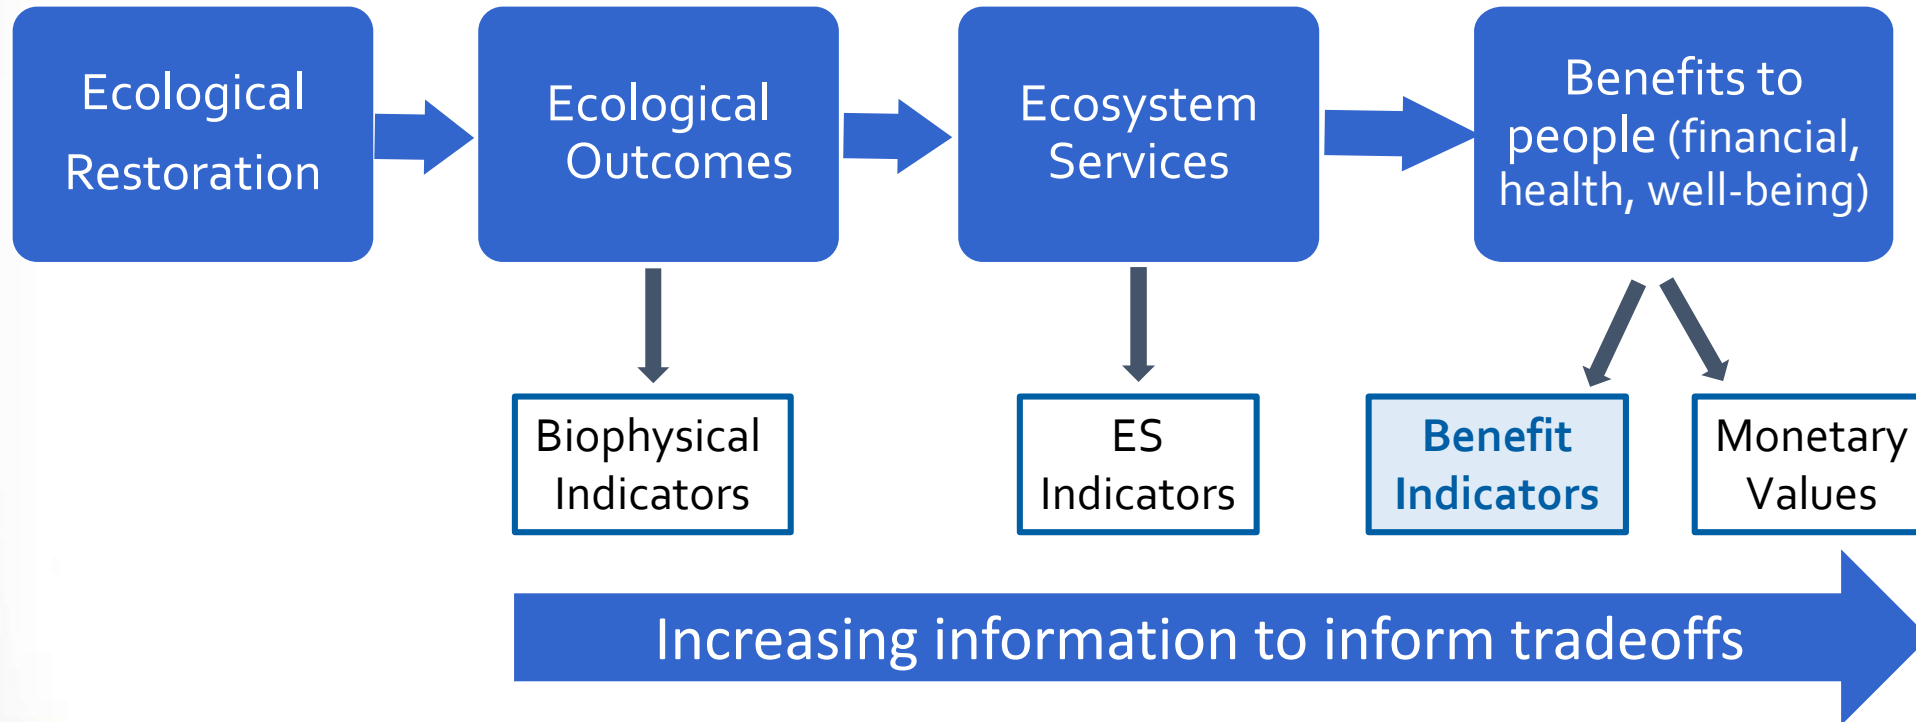 Ecological
Restoration
Ecological
Outcomes
Ecosystem
Services
Benefits to
people (financial,
health, well-being)
Biophysical
Indicators
ES
Indicators
Benefit
Indicators
Monetary
Values
Increasing information to inform tradeoffs